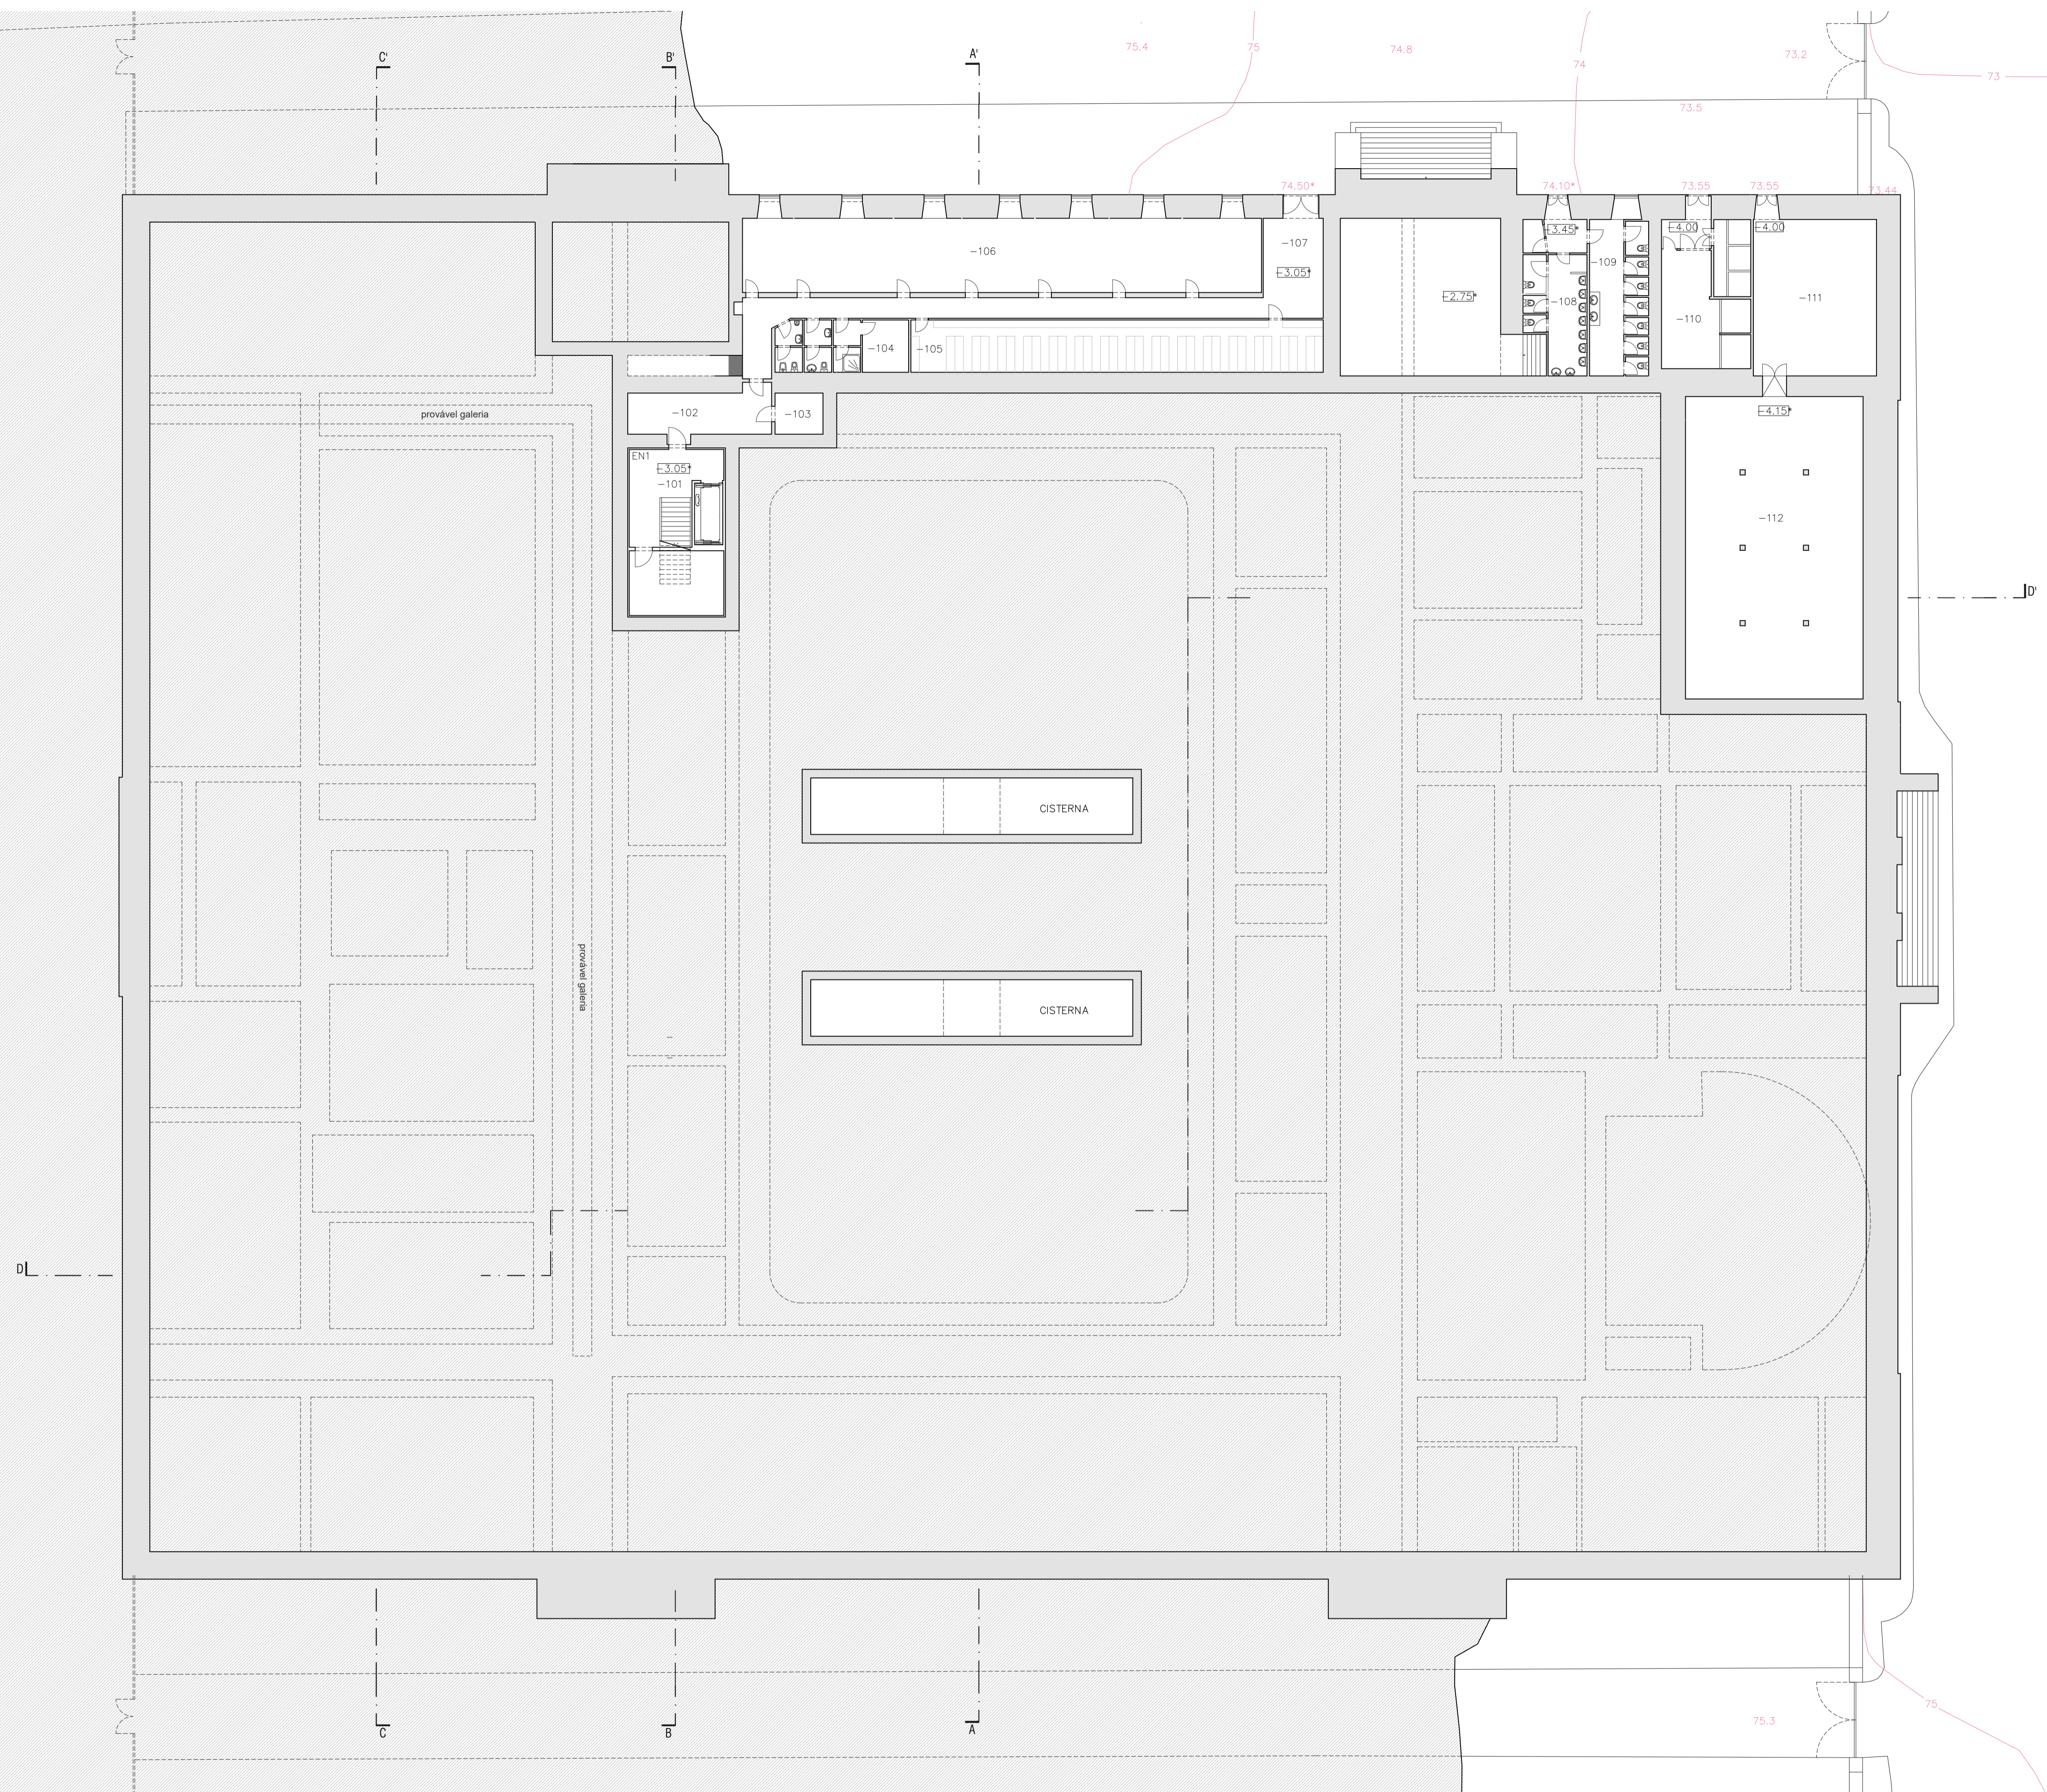 C'
B'
A'
75.4
75
74.8
74
73.2
73
73.5
74.50*
74.10*
73.55
73.55
73.44
-106
-107
-3.05*
-2.75*
-3.45*
-109
-108
-4.00
-4.00
-110
-111
-104
-105
provável galeria
-102
-103
-4.15*
EN1
-3.05*
-101
-112
D'
CISTERNA
provável galeria
CISTERNA
D
C
B
A
75.3
75